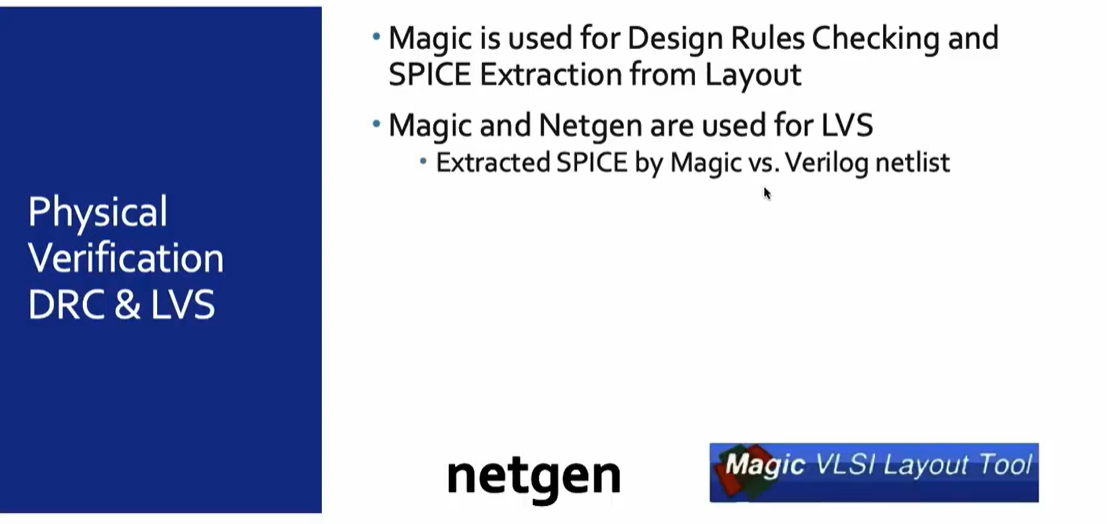 Physical
Verification
DRC & LVS
• Magic is used for Design Rules Checking and
SPICE Extraction from Layout
• Magic and Netgen are used for LVS
• Extracted SPICE by Magic vs. Verilog netlist
netgen
Magic VLSI Layout Tool